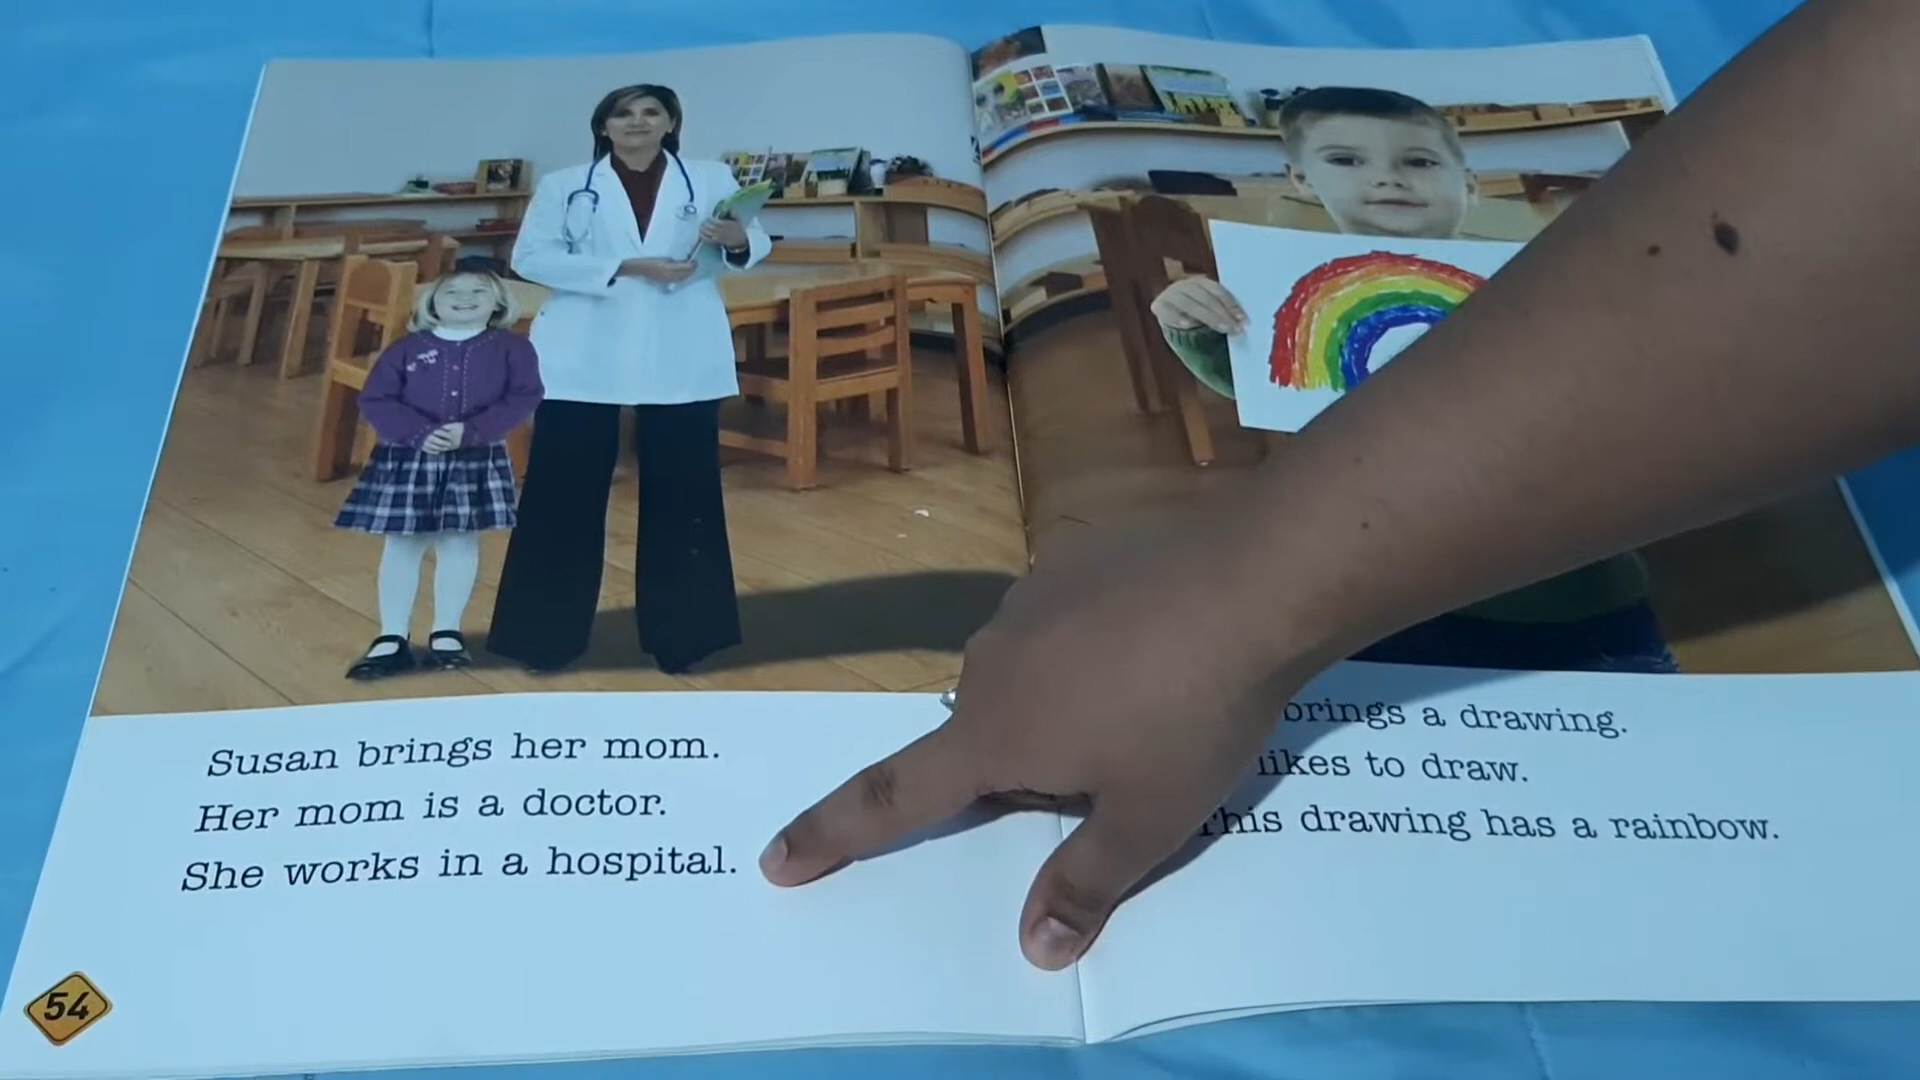 Susan brings her mom.
Her mom is a doctor.
She works in a hospital.
54
brings a drawing.
likes to draw.
This drawing has a rainbow.